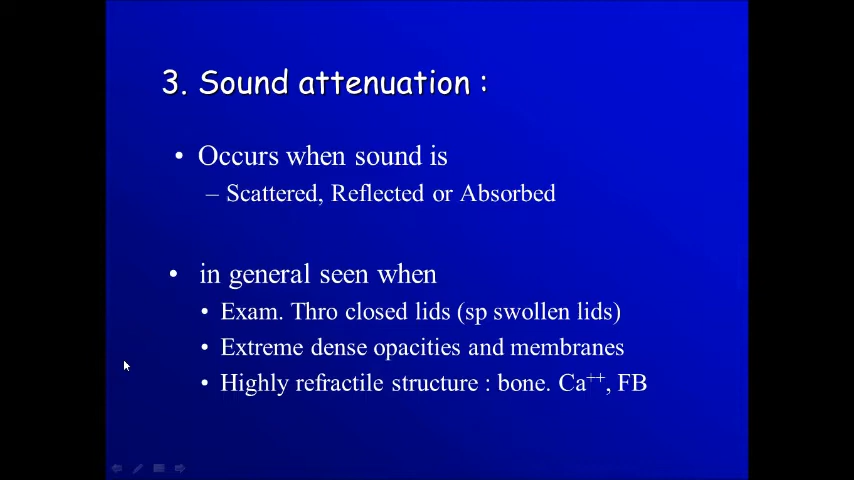 3. Sound attenuation :
• Occurs when sound is
– Scattered, Reflected or Absorbed
• in general seen when
• Exam. Thro closed lids (sp swollen lids)
• Extreme dense opacities and membranes
• Highly refractile structure : bone. Ca⁺⁺, FB